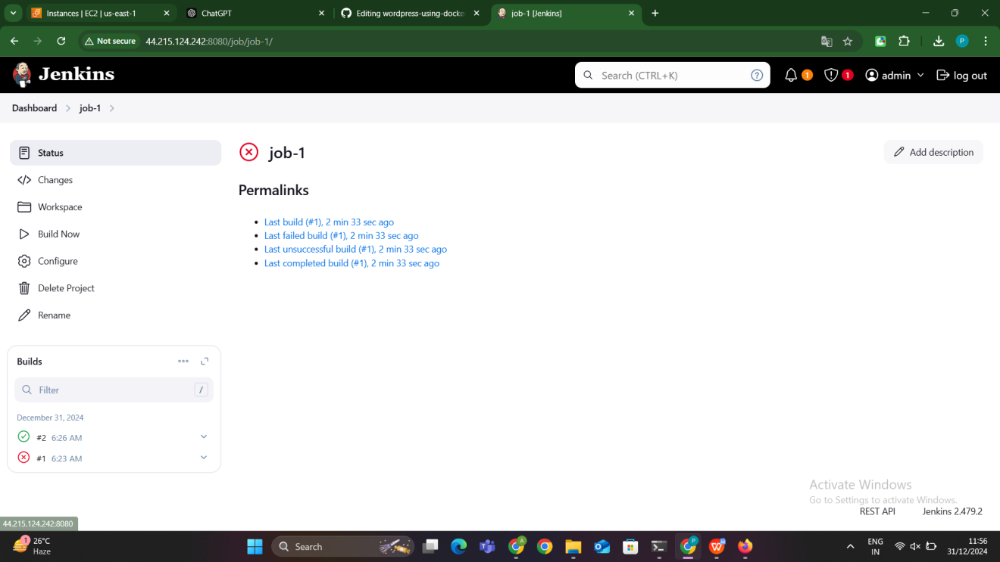 Instances | EC2 | us-east-1
ChatGPT
Editing wordpress-using-docke
job-1 [Jenkins]
Not secure
44.215.124.242:8080/job/job-1/
P
Jenkins
Search (CTRL+K)
?
1
1
admin
log out
Dashboard
job-1
Status
job-1
Add description
Changes
Permalinks
Workspace
Last build (#1), 2 min 33 sec ago
Build Now
Last failed build (#1), 2 min 33 sec ago
Last unsuccessful build (#1), 2 min 33 sec ago
Configure
Last completed build (#1), 2 min 33 sec ago
Delete Project
Rename
Builds
Filter
/
December 31, 2024
#2 6:26 AM
#1 6:23 AM
Activate Windows
Go to Settings to activate Windows.
REST API
Jenkins 2.479.2
44.215.124.242:8080
1
26°C
Haze
Search
A
P
ENG
IN
11:56
31/12/2024